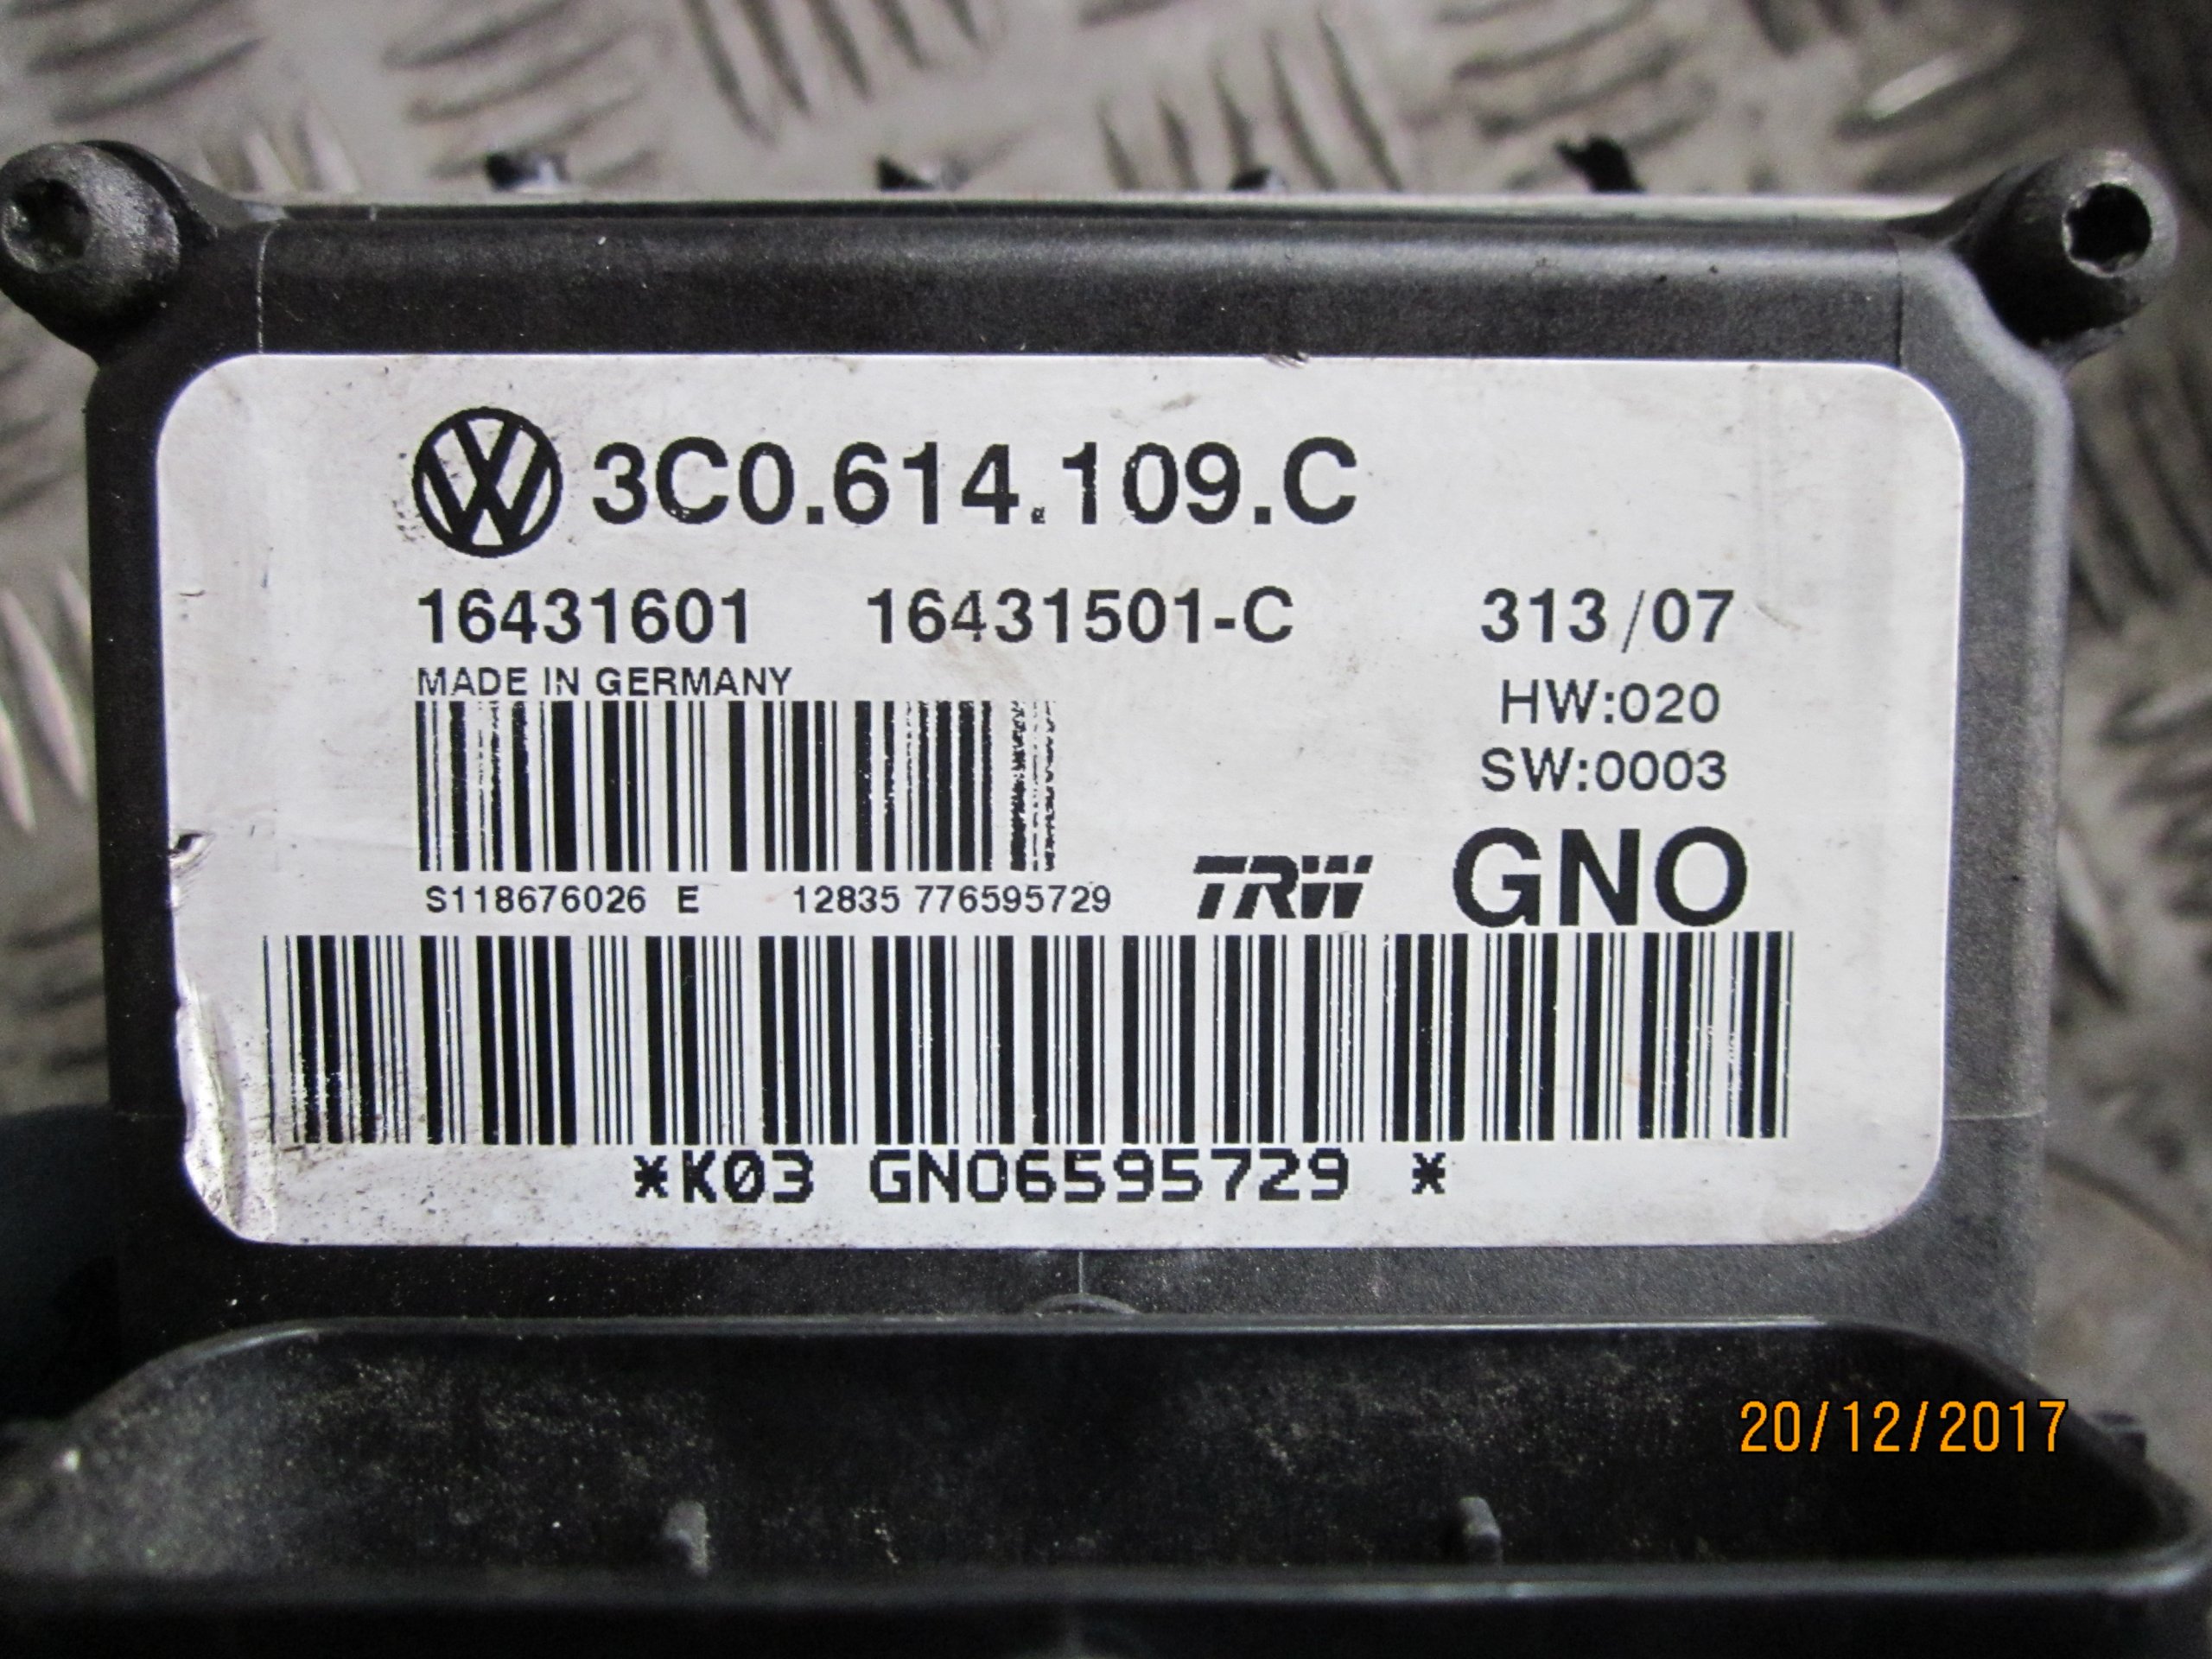 3C0.614.109.C
16431601 16431501-C 313/07
MADE IN GERMANY
HW:020
SW:0003
S118676026 E 12835 776595729 TRW GNO
*K03 GNO6595729 *
20/12/2017